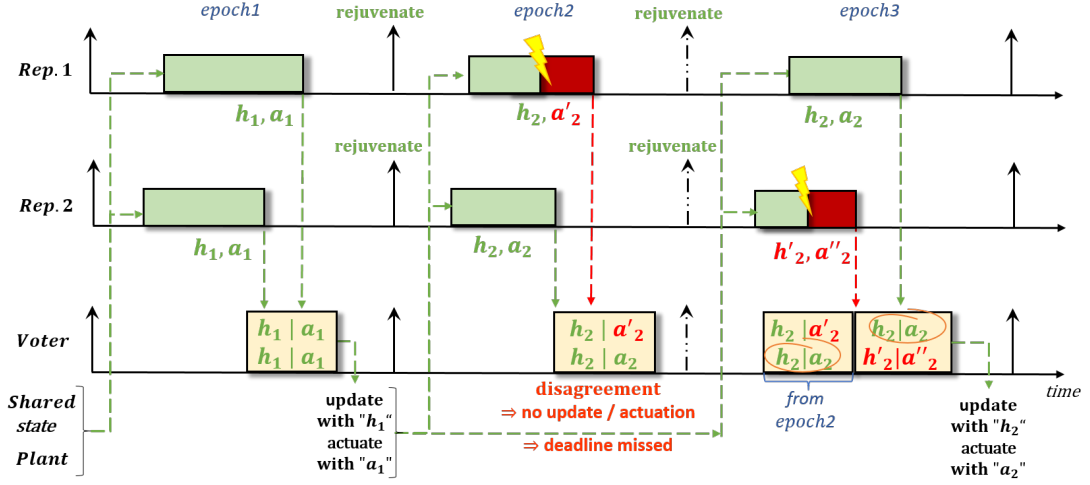 epoch1 rejuvenate epoch2 rejuvenate epoch3
Rep.1
h₁, a₁ h₂, a'₂ h₂, a₂
rejuvenate rejuvenate
Rep.2
h₁, a₁ h₂, a₂ h'₂, a''₂
Voter
h₁ | a₁ h₂ | a'₂ h₂ |a'₂ h₂|a₂
h₁ | a₁ h₂ | a₂ h₂|a₂ h'₂|a''₂
time
Shared
state
Plant
update
with "h₁“
actuate
with "a₁"
disagreement
⇒ no update / actuation
⇒ deadline missed
from
epoch2
update
with "h₂“
actuate
with "a₂"